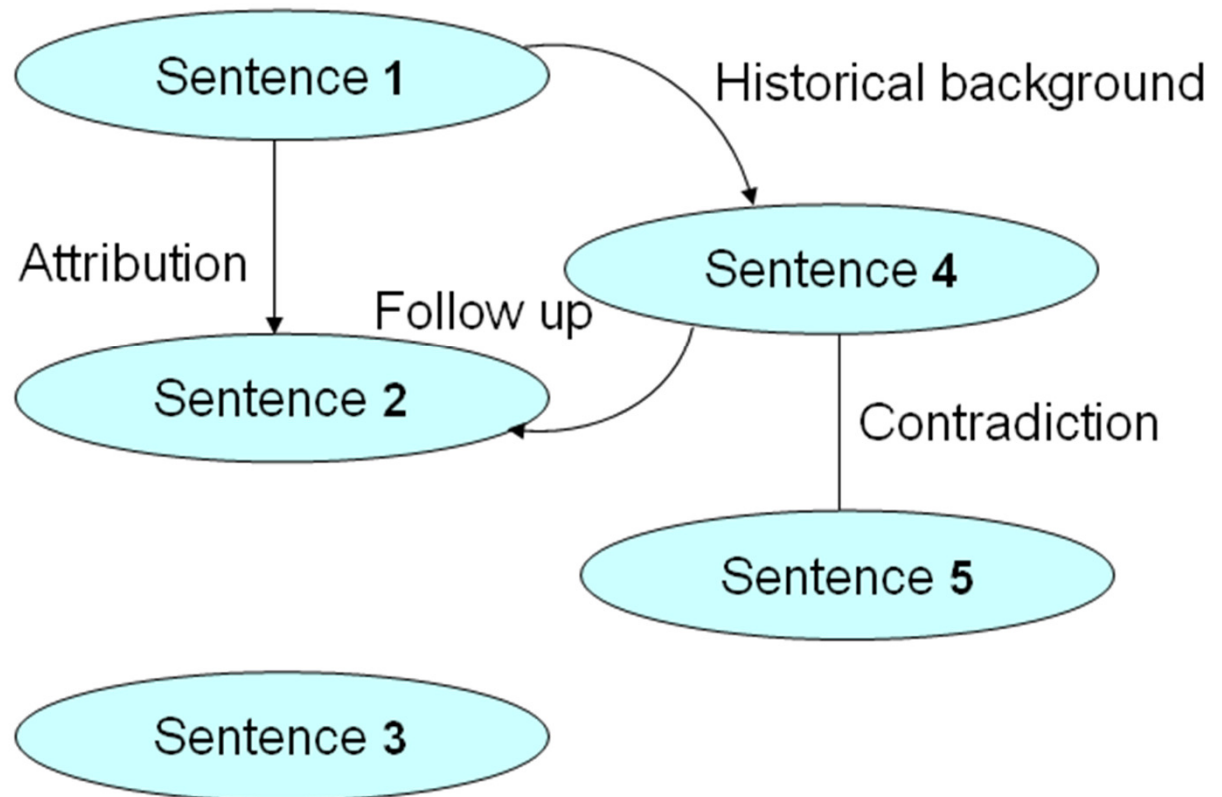 Sentence 1
Historical background
Attribution
Sentence 4
Follow up
Sentence 2
Contradiction
Sentence 5
Sentence 3